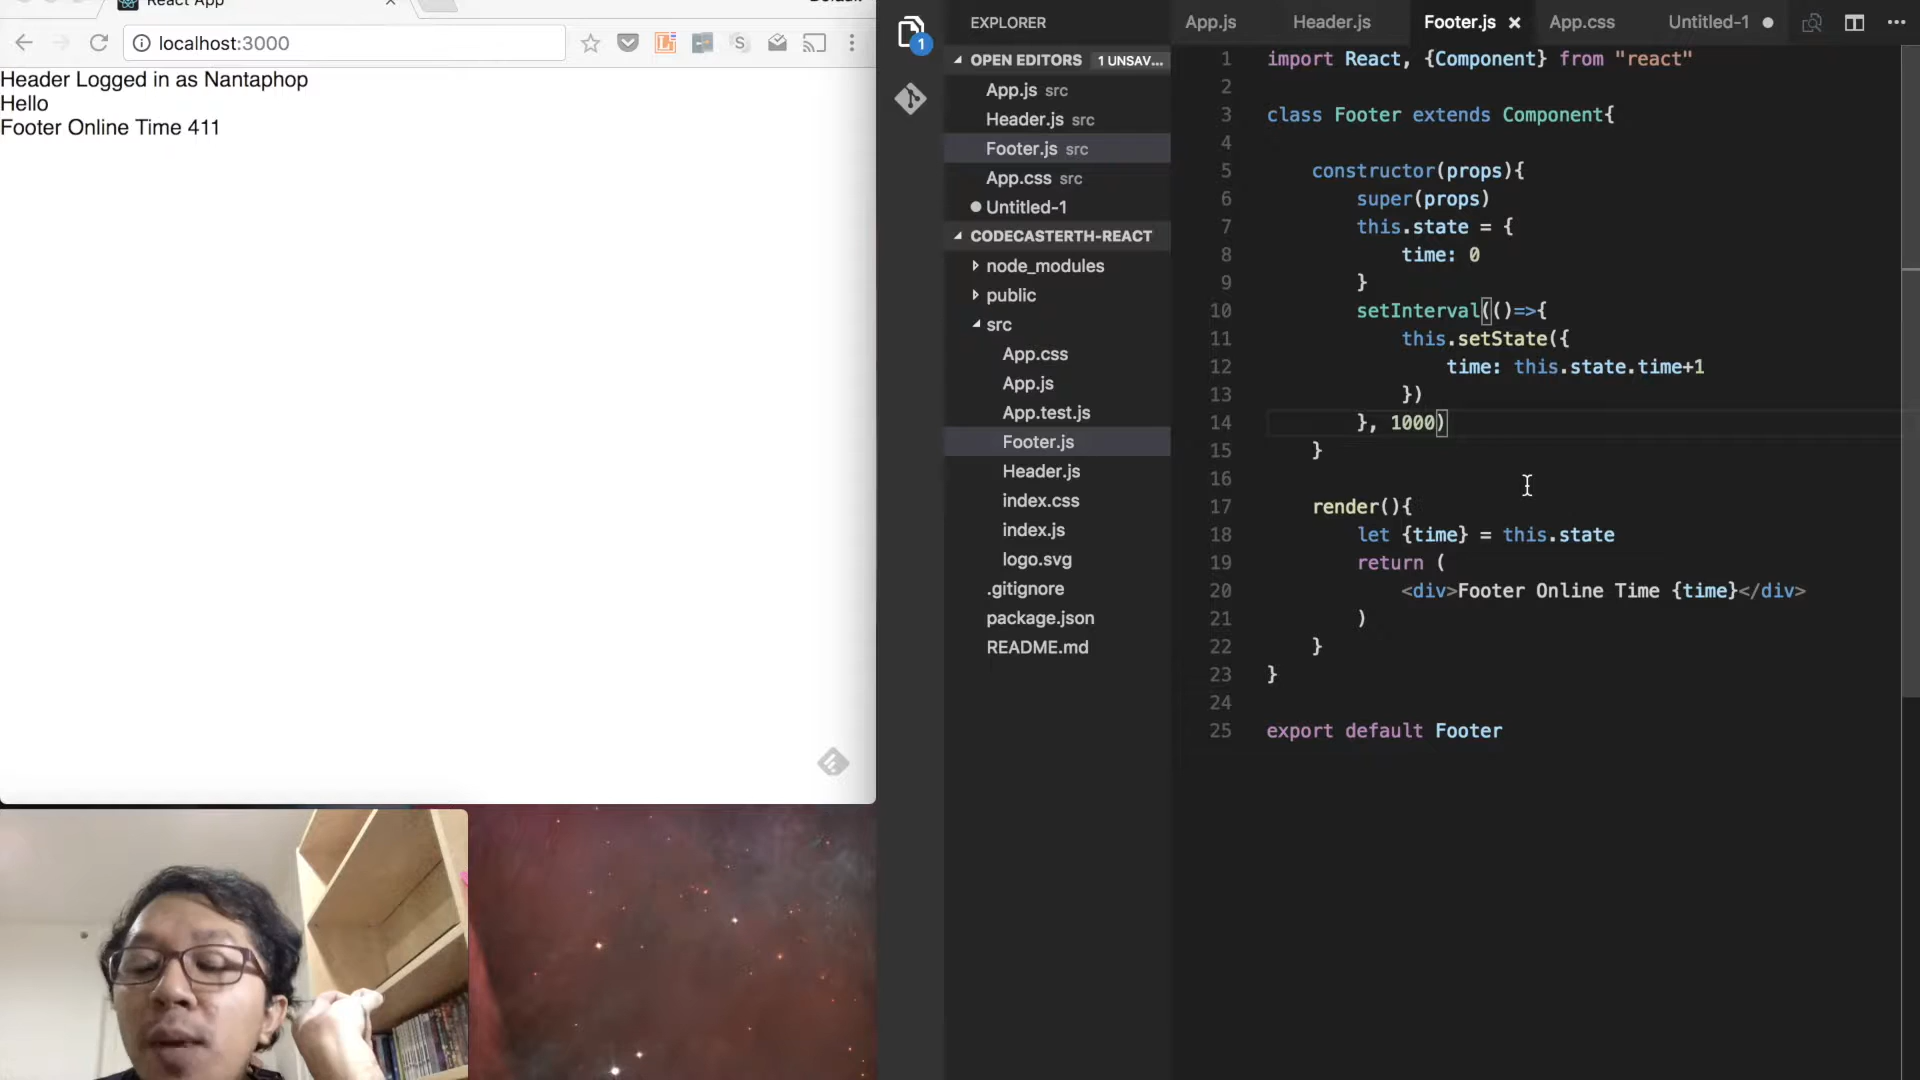 React App
localhost:3000
Header Logged in as Nantaphop
Hello
Footer Online Time 411
1
EXPLORER
OPEN EDITORS 1 UNSAV...
App.js src
Header.js src
Footer.js src
App.css src
Untitled-1
CODECASTERTH-REACT
node_modules
public
src
App.css
App.js
App.test.js
Footer.js
Header.js
index.css
index.js
logo.svg
.gitignore
package.json
README.md
App.js Header.js Footer.js App.css Untitled-1
1 import React, {Component} from "react"
2
3 class Footer extends Component{
4
5 constructor(props){
6 super(props)
7 this.state = {
8 time: 0
9 }
10 setInterval(()=>{
11 this.setState({
12 time: this.state.time+1
13 })
14 }, 1000)
15 }
16
17 render(){
18 let {time} = this.state
19 return (
20 <div>Footer Online Time {time}</div>
21 )
22 }
23 }
24
25 export default Footer